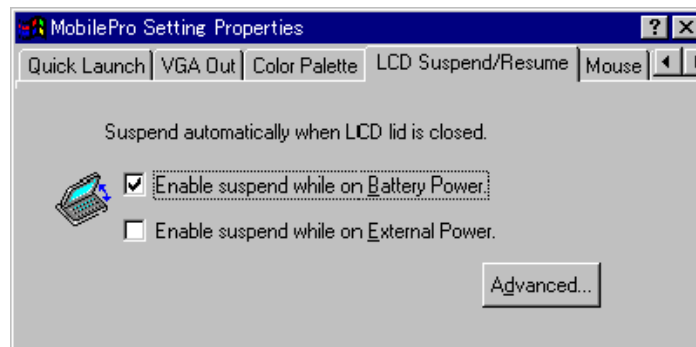 MobilePro Setting Properties
Quick Launch VGA Out Color Palette LCD Suspend/Resume Mouse
Suspend automatically when LCD lid is closed.
Enable suspend while on Battery Power.
Enable suspend while on External Power.
Advanced...